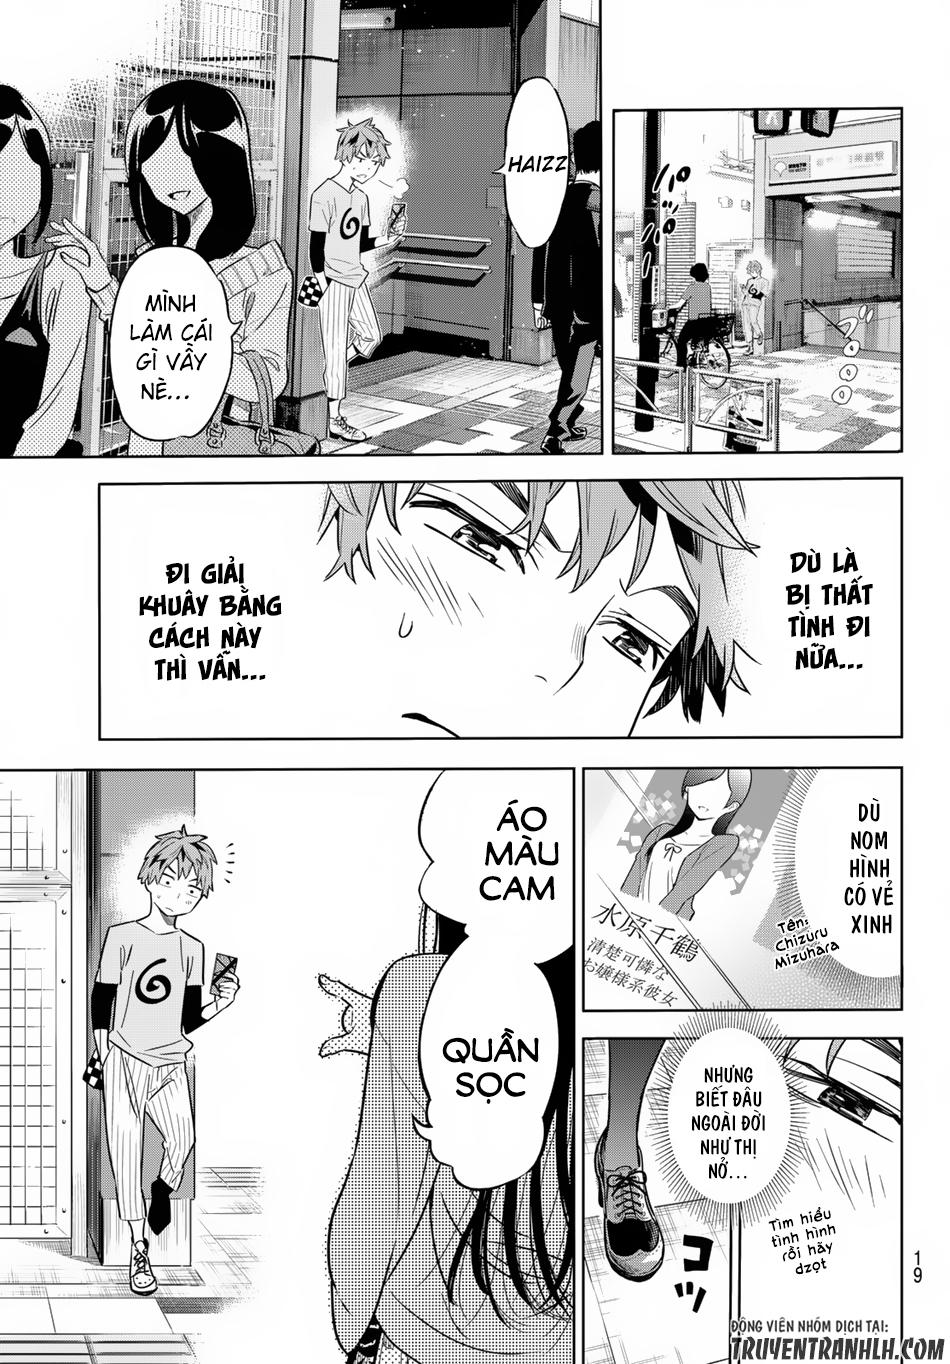 パパッ
HAIZZ
MÌNH
LÀM CÁI
GÌ VẦY
NÈ...
DÙ LÀ
BỊ THẤT
TÌNH ĐI
NỮA...
ĐI GIẢI
KHUÂY BẰNG
CÁCH NÀY
THÌ VẪN...
DÙ
NOM
HÌNH
CÓ VẺ
XINH
Tên:
Chizuru
Mizuhara
水原千鶴
清楚可憐な
お嬢様系彼女
NHƯNG
BIẾT ĐÂU
NGOÀI ĐỜI
NHƯ THỊ
NỞ...
Tìm hiểu
tình hình
rồi hãy
dzọt
コツ
ÁO
MÀU
CAM
QUẦN
SỌC
19
ĐỘNG VIÊN NHÓM DỊCH TẠI:
TRUYENTRANHLH.COM